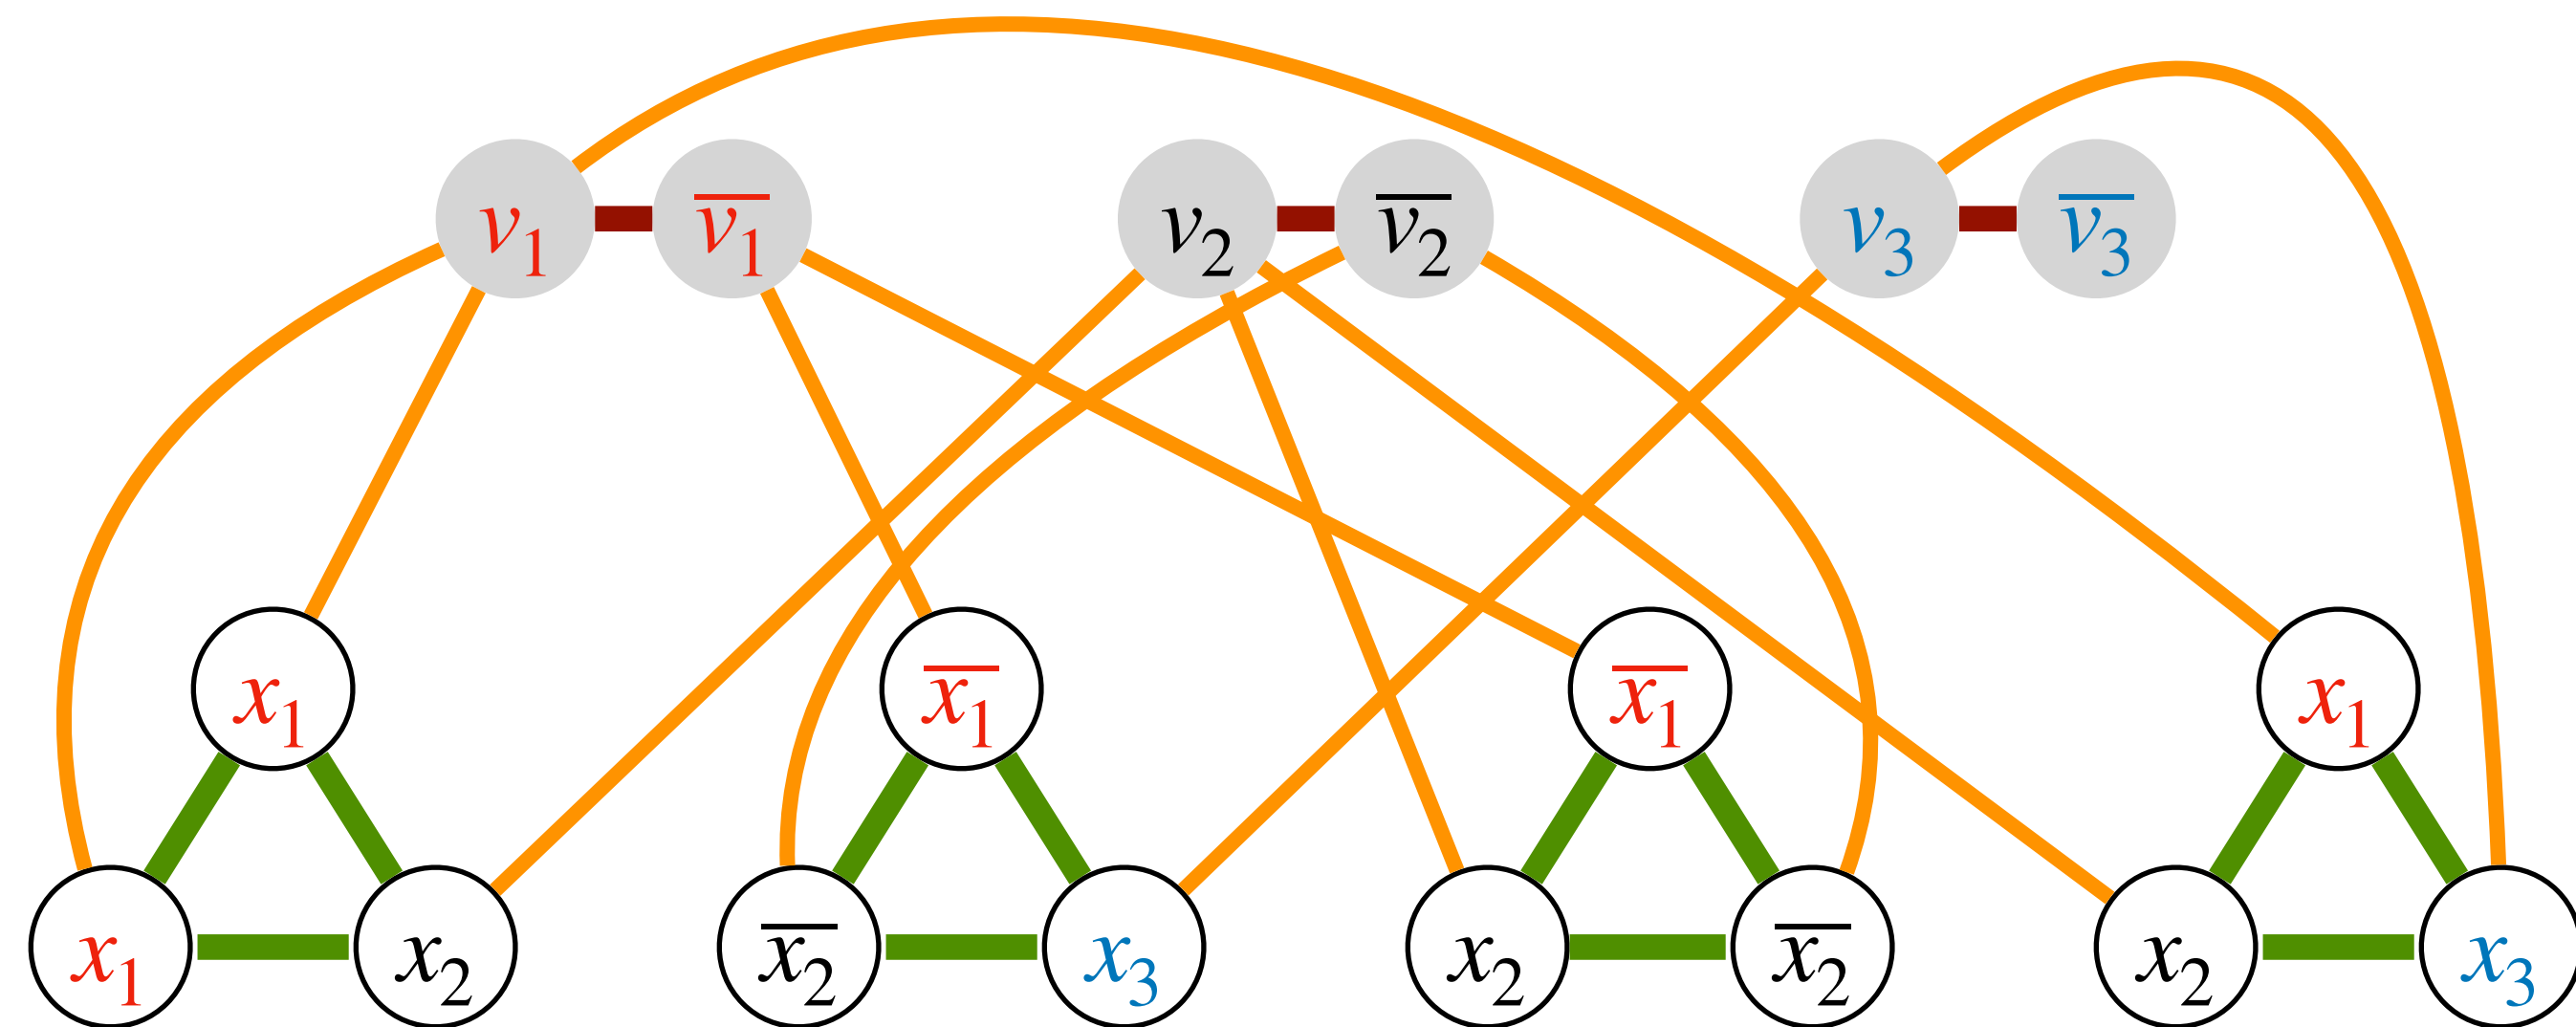 v₁ v̅₁ v₂ v̅₂ v₃ v̅₃
x₁ x̅₁ x̅₁ x₁
x₁ x₂ x̅₂ x₃ x₂ x̅₂ x₂ x₃